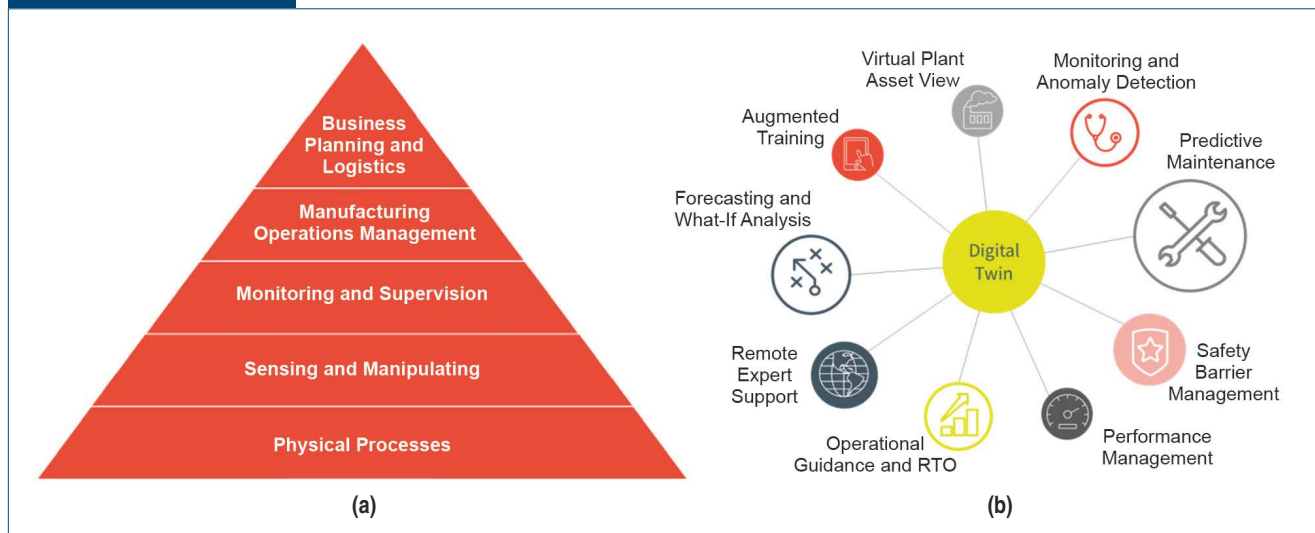 Business
Planning and
Logistics
Manufacturing
Operations Management
Monitoring and Supervision
Sensing and Manipulating
Physical Processes
(a)
Virtual Plant
Asset View
Monitoring and
Anomaly Detection
Augmented
Training
Predictive
Maintenance
Forecasting and
What-If Analysis
Digital
Twin
Remote
Expert
Support
Safety
Barrier
Management
Operational
Guidance and RTO
Performance
Management
(b)